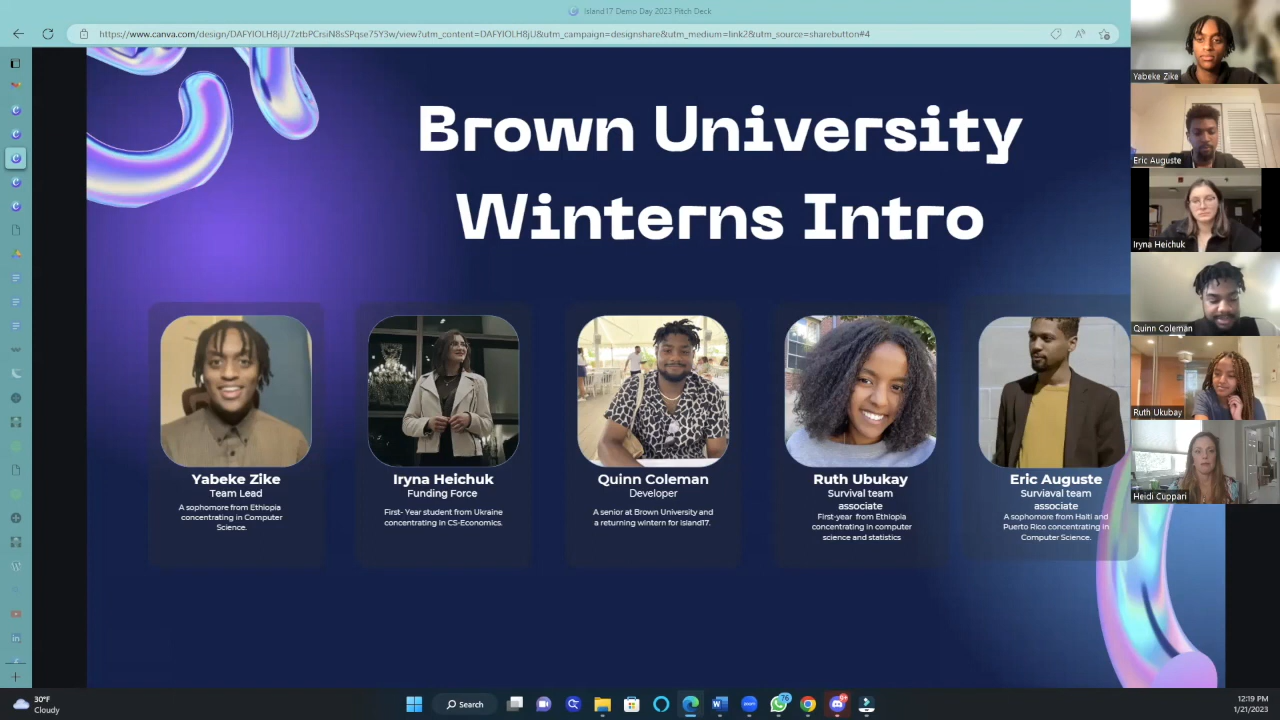 Island17 Demo Day 2023 Pitch Deck
https://www.canva.com/design/DAFYIOLH8jU/7ztbPCrsiN8sSPqse75Y3w/view?utm_content=DAFYIOLH8jU&utm_campaign=designshare&utm_medium=link2&utm_source=sharebutton#4
Brown University
Winterns Intro
Yabeke Zike
Team Lead
A sophomore from Ethiopia
concentrating in Computer
Science.
Iryna Heichuk
Funding Force
First- Year student from Ukraine
concentrating in CS-Economics.
Quinn Coleman
Developer
A senior at Brown University and
a returning wintern for Island17.
Ruth Ubukay
Survival team
associate
First-year from Ethiopia
concentrating in computer
science and statistics
Eric Auguste
Surviaval team
associate
A sophomore from Haiti and
Puerto Rico concentrating in
Computer Science.
Yabeke Zike
Eric Auguste
Iryna Heichuk
Quinn Coleman
Ruth Ukubay
Heidi Cuppari
30°F
Cloudy
Search
zoom
76
9+
12:19 PM
1/21/2023